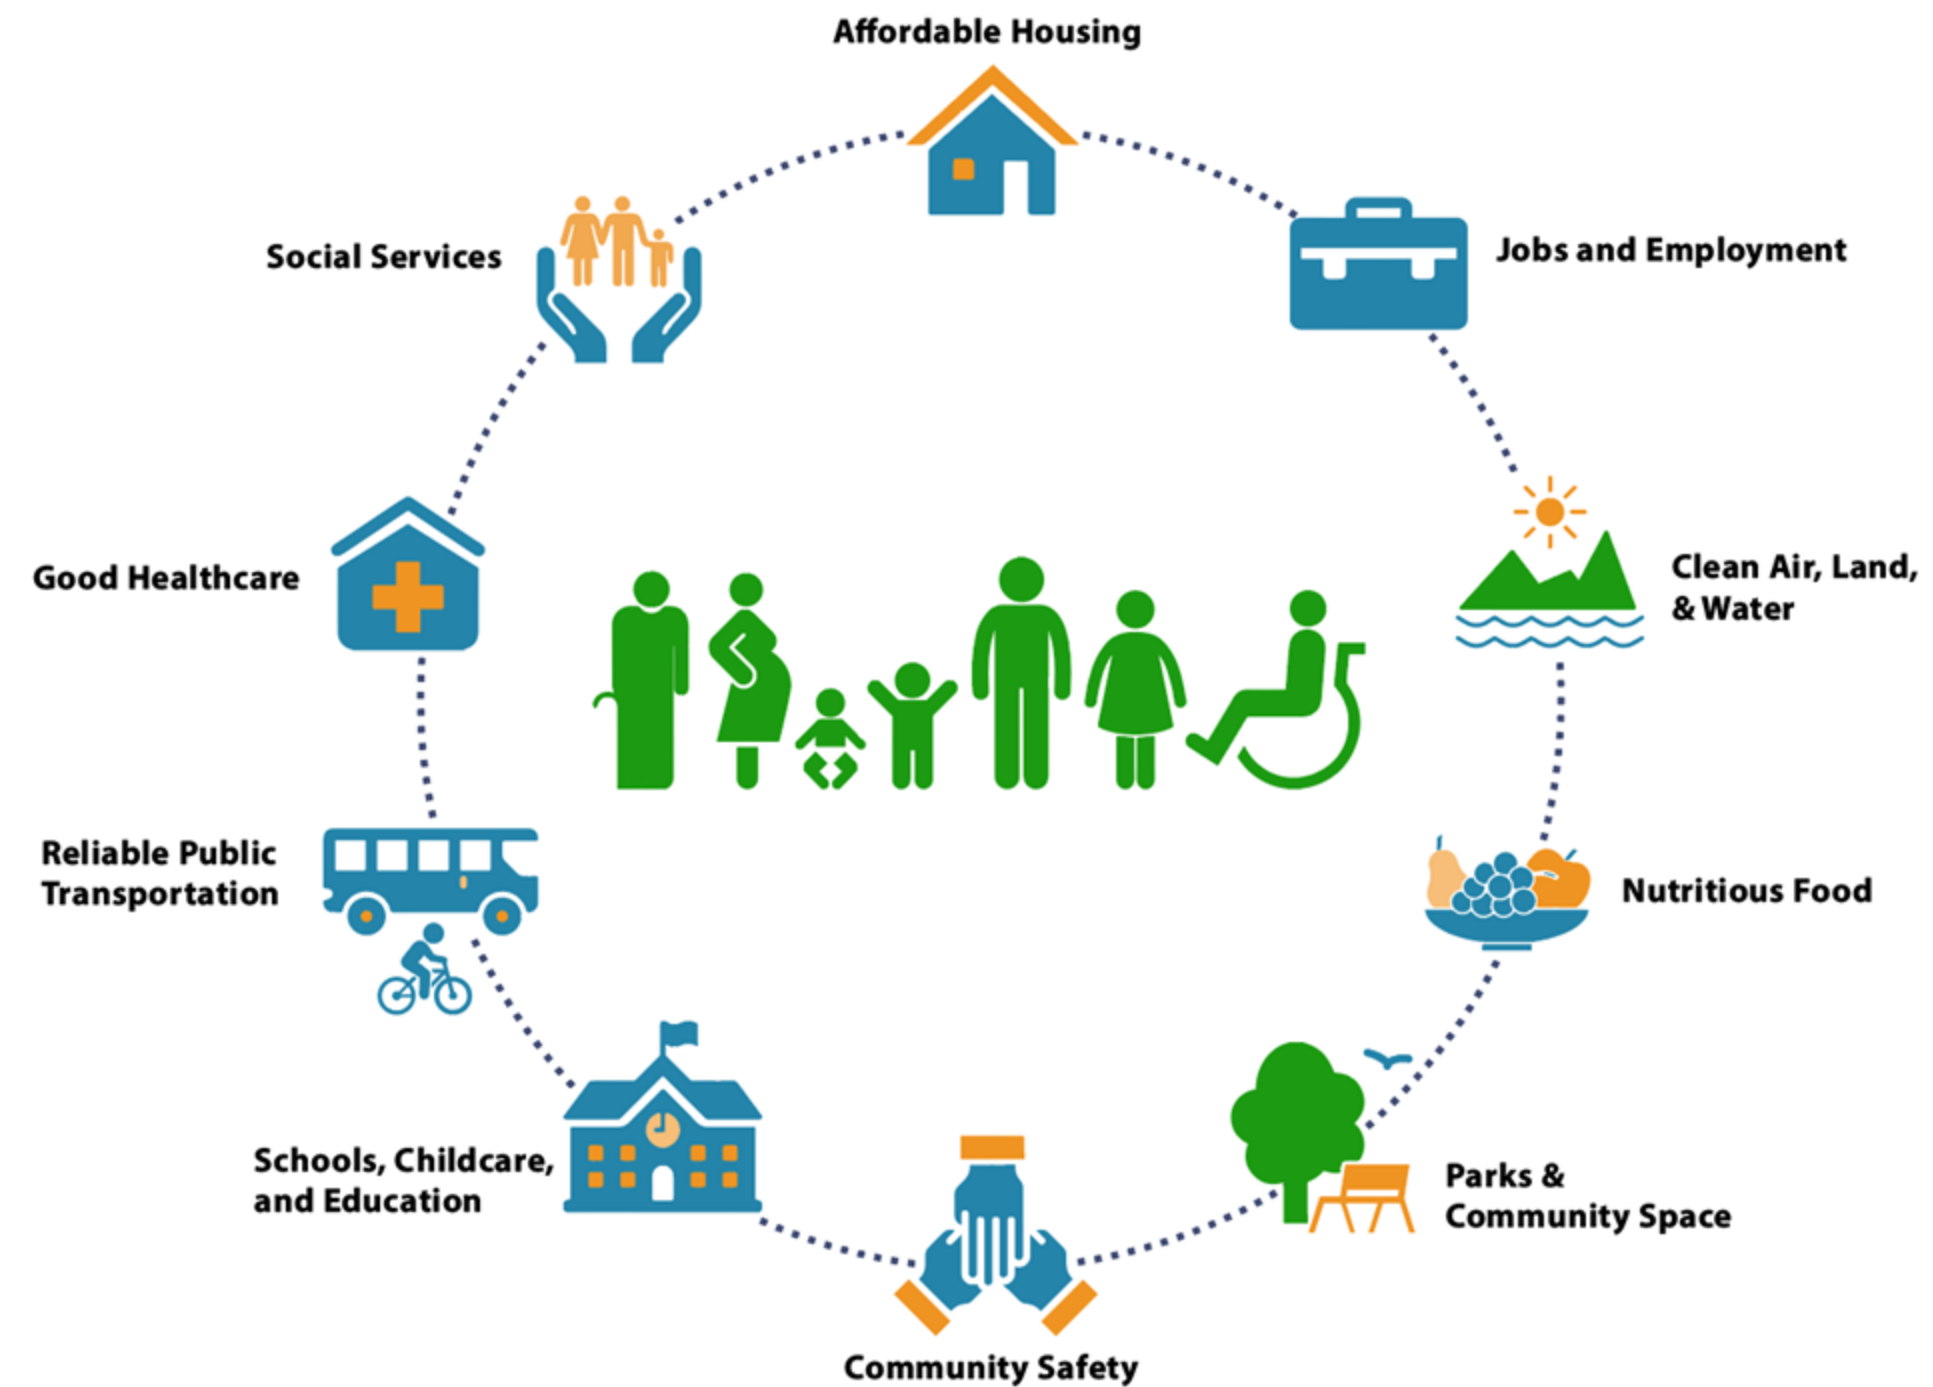 Affordable Housing
Jobs and Employment
Clean Air, Land,
& Water
Nutritious Food
Parks &
Community Space
Community Safety
Schools, Childcare,
and Education
Reliable Public
Transportation
Good Healthcare
Social Services